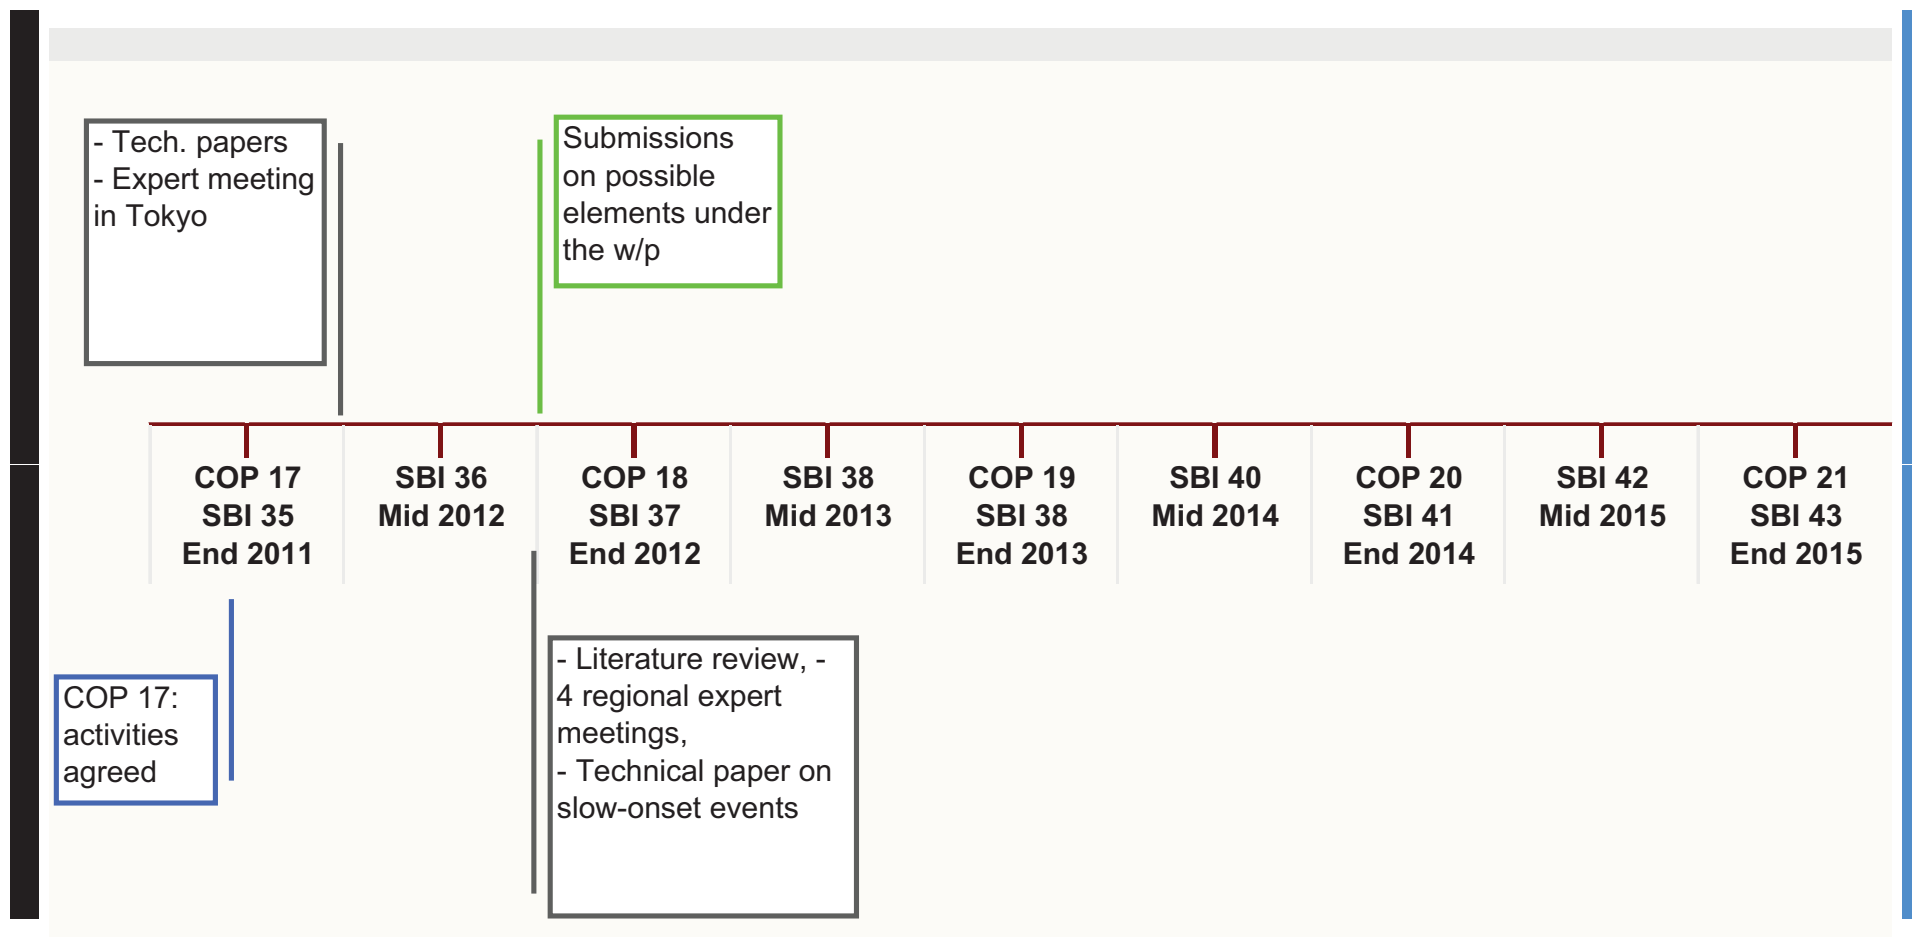 - Tech. papers
- Expert meeting
in Tokyo
Submissions
on possible
elements under
the w/p
COP 17
SBI 35
End 2011
SBI 36
Mid 2012
COP 18
SBI 37
End 2012
SBI 38
Mid 2013
COP 19
SBI 38
End 2013
SBI 40
Mid 2014
COP 20
SBI 41
End 2014
SBI 42
Mid 2015
COP 21
SBI 43
End 2015
COP 17:
activities
agreed
- Literature review, -
4 regional expert
meetings,
- Technical paper on
slow-onset events